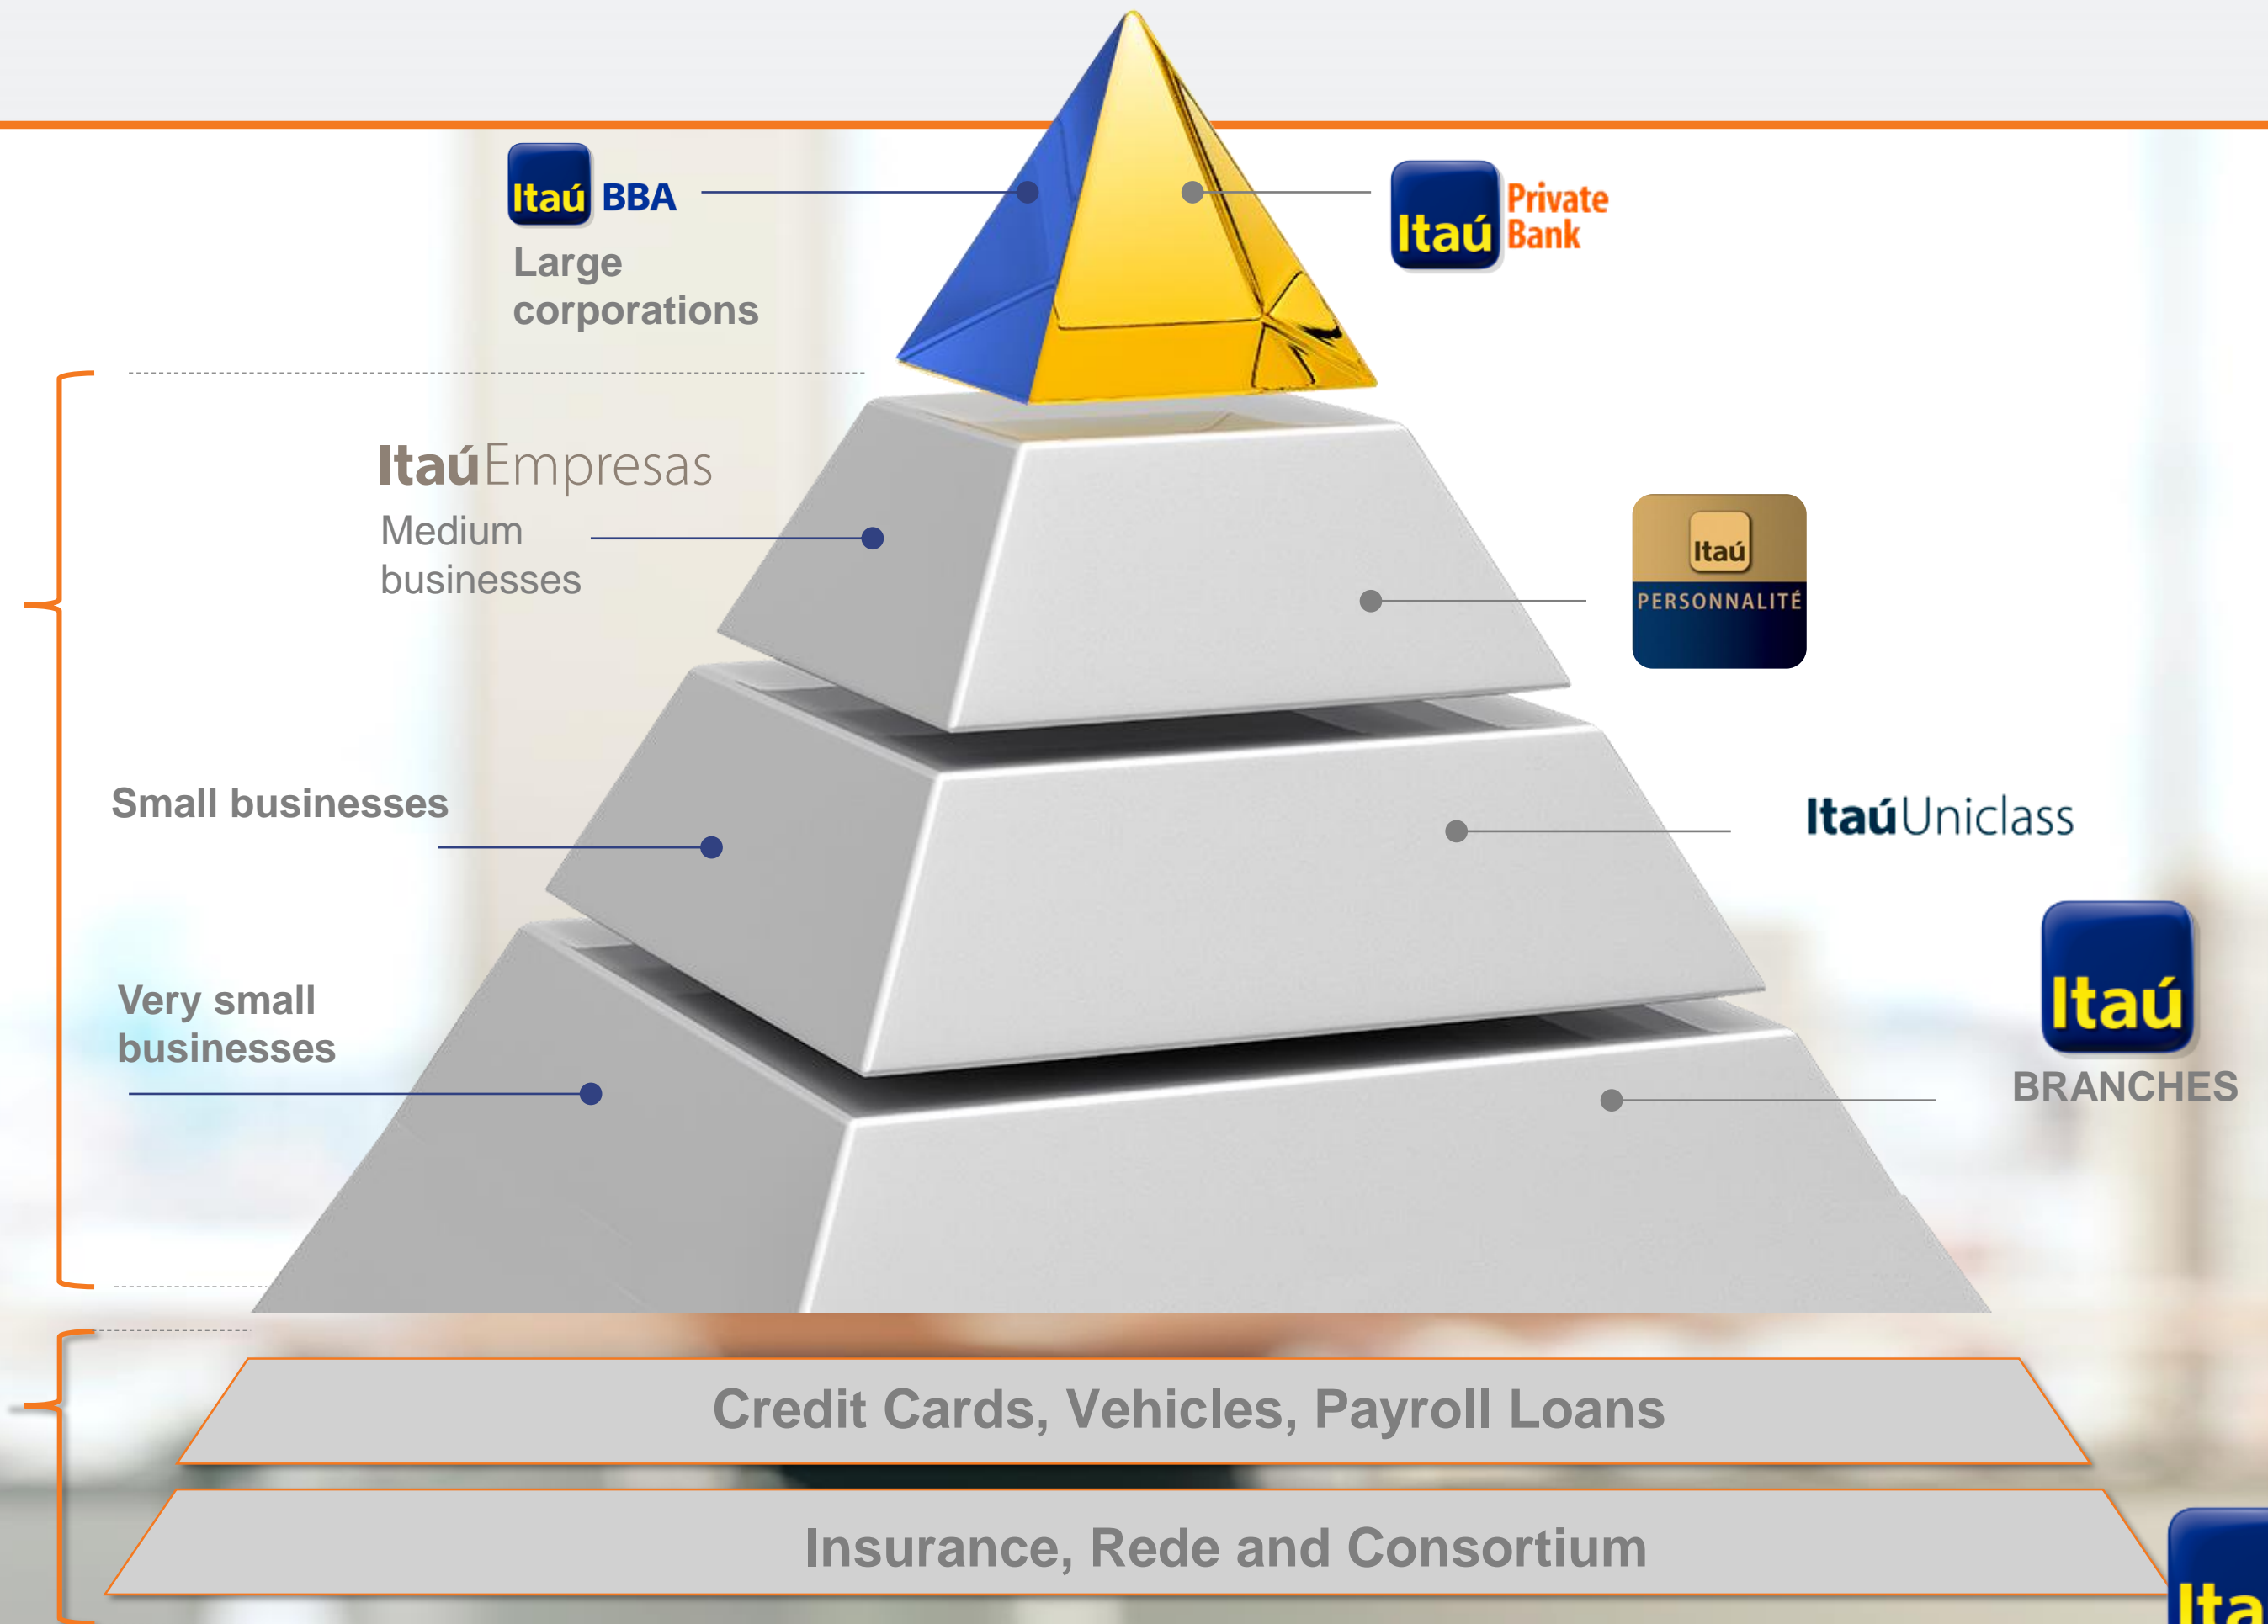 Itaú BBA
Large
corporations
Itaú Private
Bank
ItaúEmpresas
Medium
businesses
Itaú
PERSONNALITÉ
Small businesses
ItaúUniclass
Very small
businesses
Itaú
BRANCHES
Credit Cards, Vehicles, Payroll Loans
Insurance, Rede and Consortium
Ita